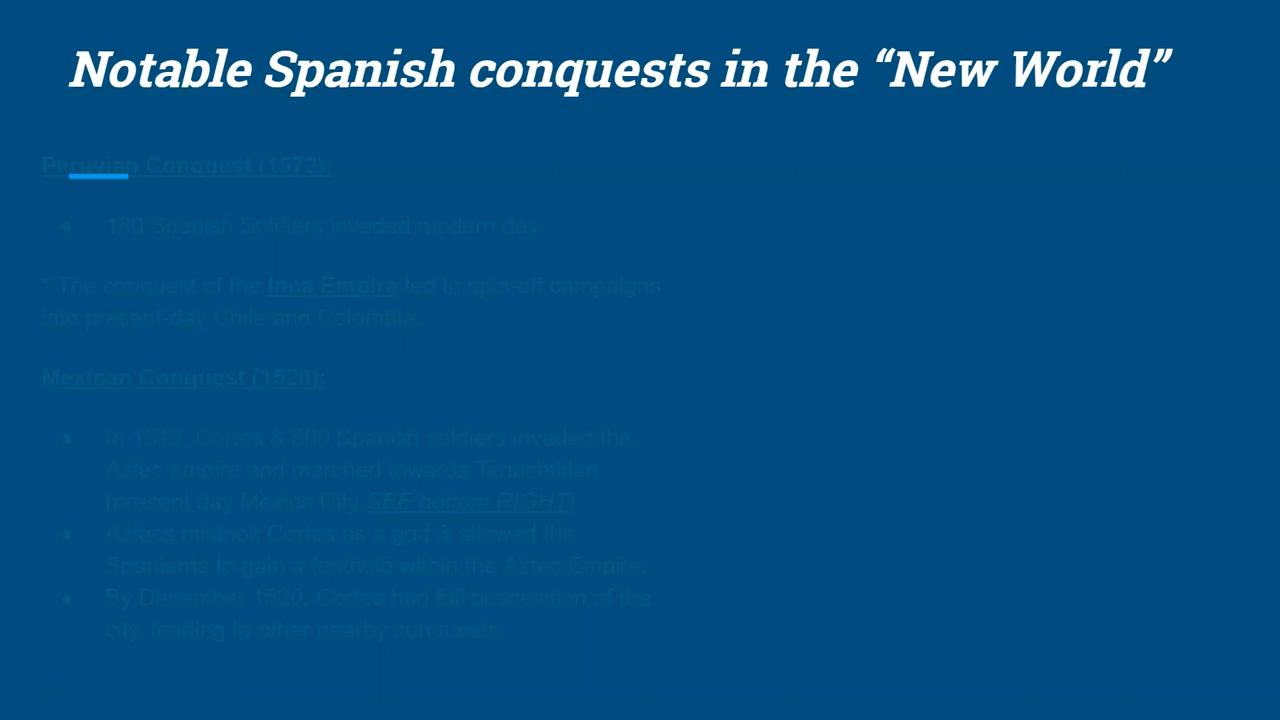 Notable Spanish conquests in the “New World”
Peruvian Conquest (1572):
● 180 Spanish Soldiers invaded modern day
* The conquest of the Inca Empire led to spin-off campaigns
into present-day Chile and Colombia.
Mexican Conquest (1520):
● In 1519, Cortes & 600 Spanish soldiers invaded the
Aztec empire and marched towards Tenochtitlan
(present day Mexico City SEE bottom RIGHT)
● Aztecs mistook Cortes as a god & allowed the
Spaniards to gain a foothold within the Aztec Empire.
● By December 1520, Cortes had full possession of the
city, leading to other nearby conquests.